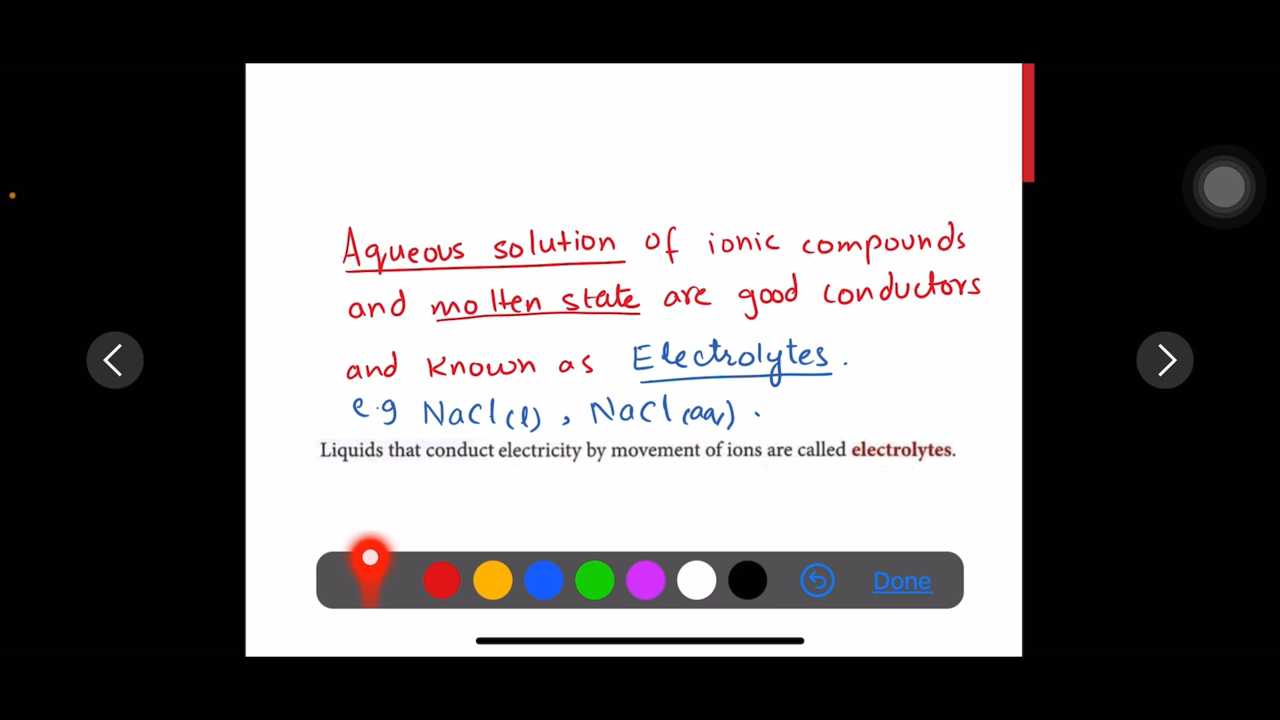 Aqueous solution of ionic compounds
and molten state are good conductors
and known as Electrolytes.
e.g NaCl(l), NaCl(aq).
Liquids that conduct electricity by movement of ions are called electrolytes.
Done